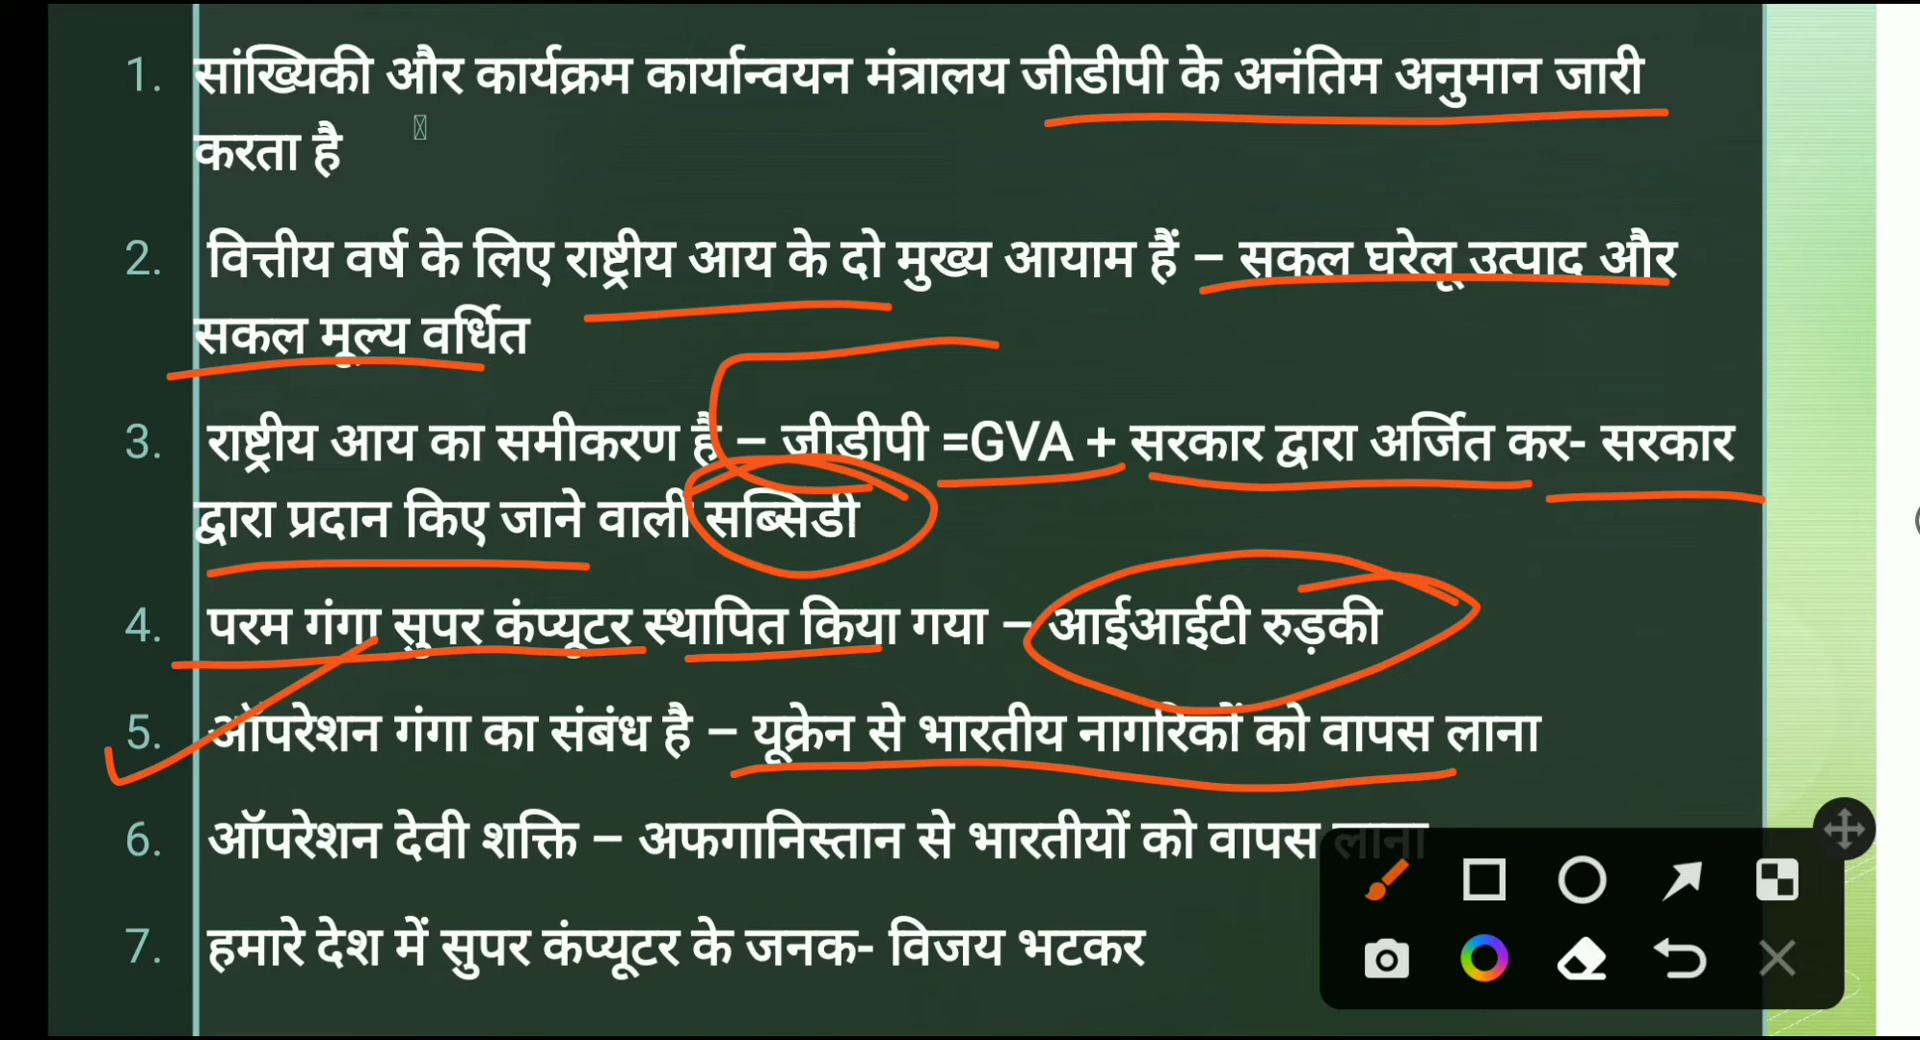 1. सांख्यिकी और कार्यक्रम कार्यान्वयन मंत्रालय जीडीपी के अनंतिम अनुमान जारी
करता है
2. वित्तीय वर्ष के लिए राष्ट्रीय आय के दो मुख्य आयाम हैं – सकल घरेलू उत्पाद और
सकल मूल्य वर्धित
3. राष्ट्रीय आय का समीकरण है – जीडीपी =GVA + सरकार द्वारा अर्जित कर- सरकार
द्वारा प्रदान किए जाने वाली सब्सिडी
4. परम गंगा सुपर कंप्यूटर स्थापित किया गया – आईआईटी रुड़की
5. ऑपरेशन गंगा का संबंध है – यूक्रेन से भारतीय नागरिकों को वापस लाना
6. ऑपरेशन देवी शक्ति – अफगानिस्तान से भारतीयों को वापस लाना
7. हमारे देश में सुपर कंप्यूटर के जनक- विजय भटकर